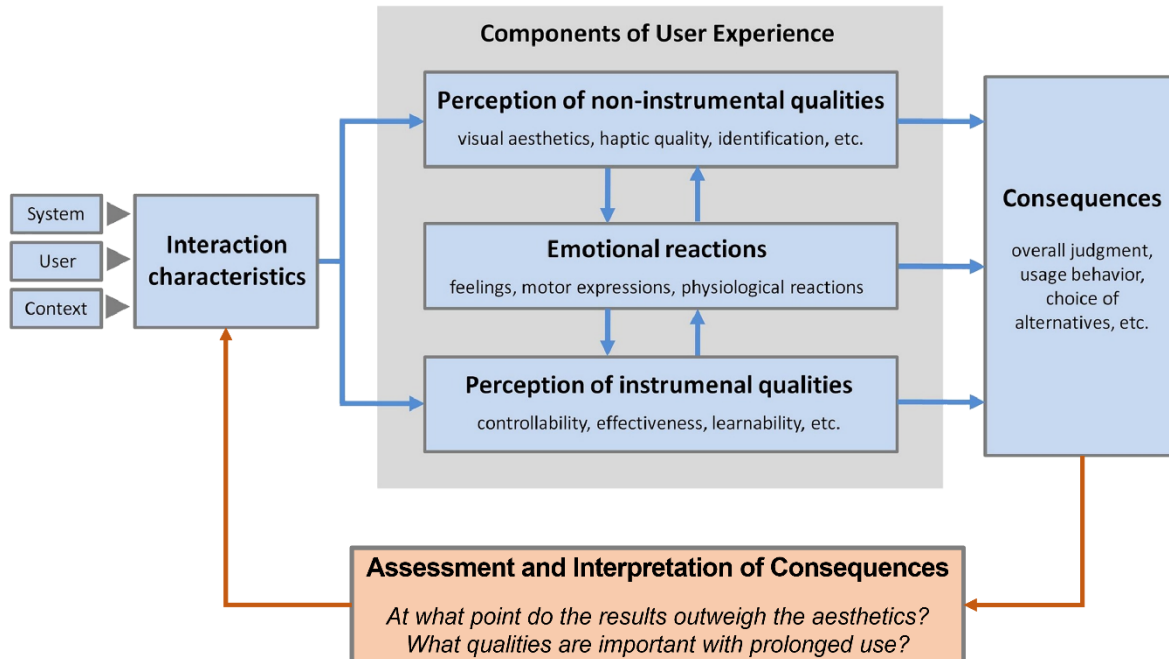 Components of User Experience
Perception of non-instrumental qualities
visual aesthetics, haptic quality, identification, etc.
System
User
Context
Interaction
characteristics
Emotional reactions
feelings, motor expressions, physiological reactions
Perception of instrumenal qualities
controllability, effectiveness, learnability, etc.
Consequences
overall judgment,
usage behavior,
choice of
alternatives, etc.
Assessment and Interpretation of Consequences
At what point do the results outweigh the aesthetics?
What qualities are important with prolonged use?